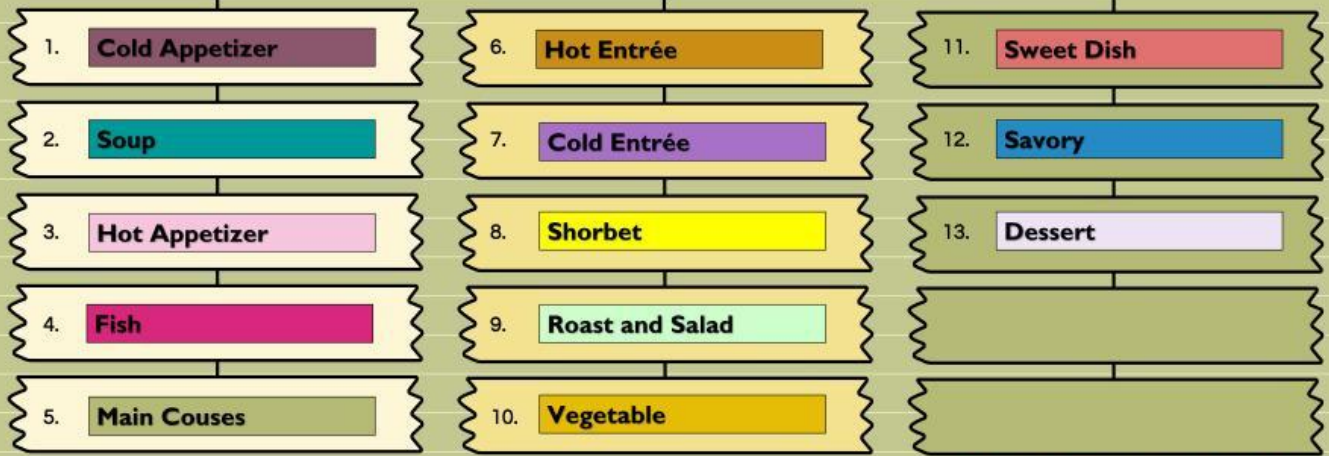 1. Cold Appetizer
2. Soup
3. Hot Appetizer
4. Fish
5. Main Couses
6. Hot Entrée
7. Cold Entrée
8. Shorbet
9. Roast and Salad
10. Vegetable
11. Sweet Dish
12. Savory
13. Dessert